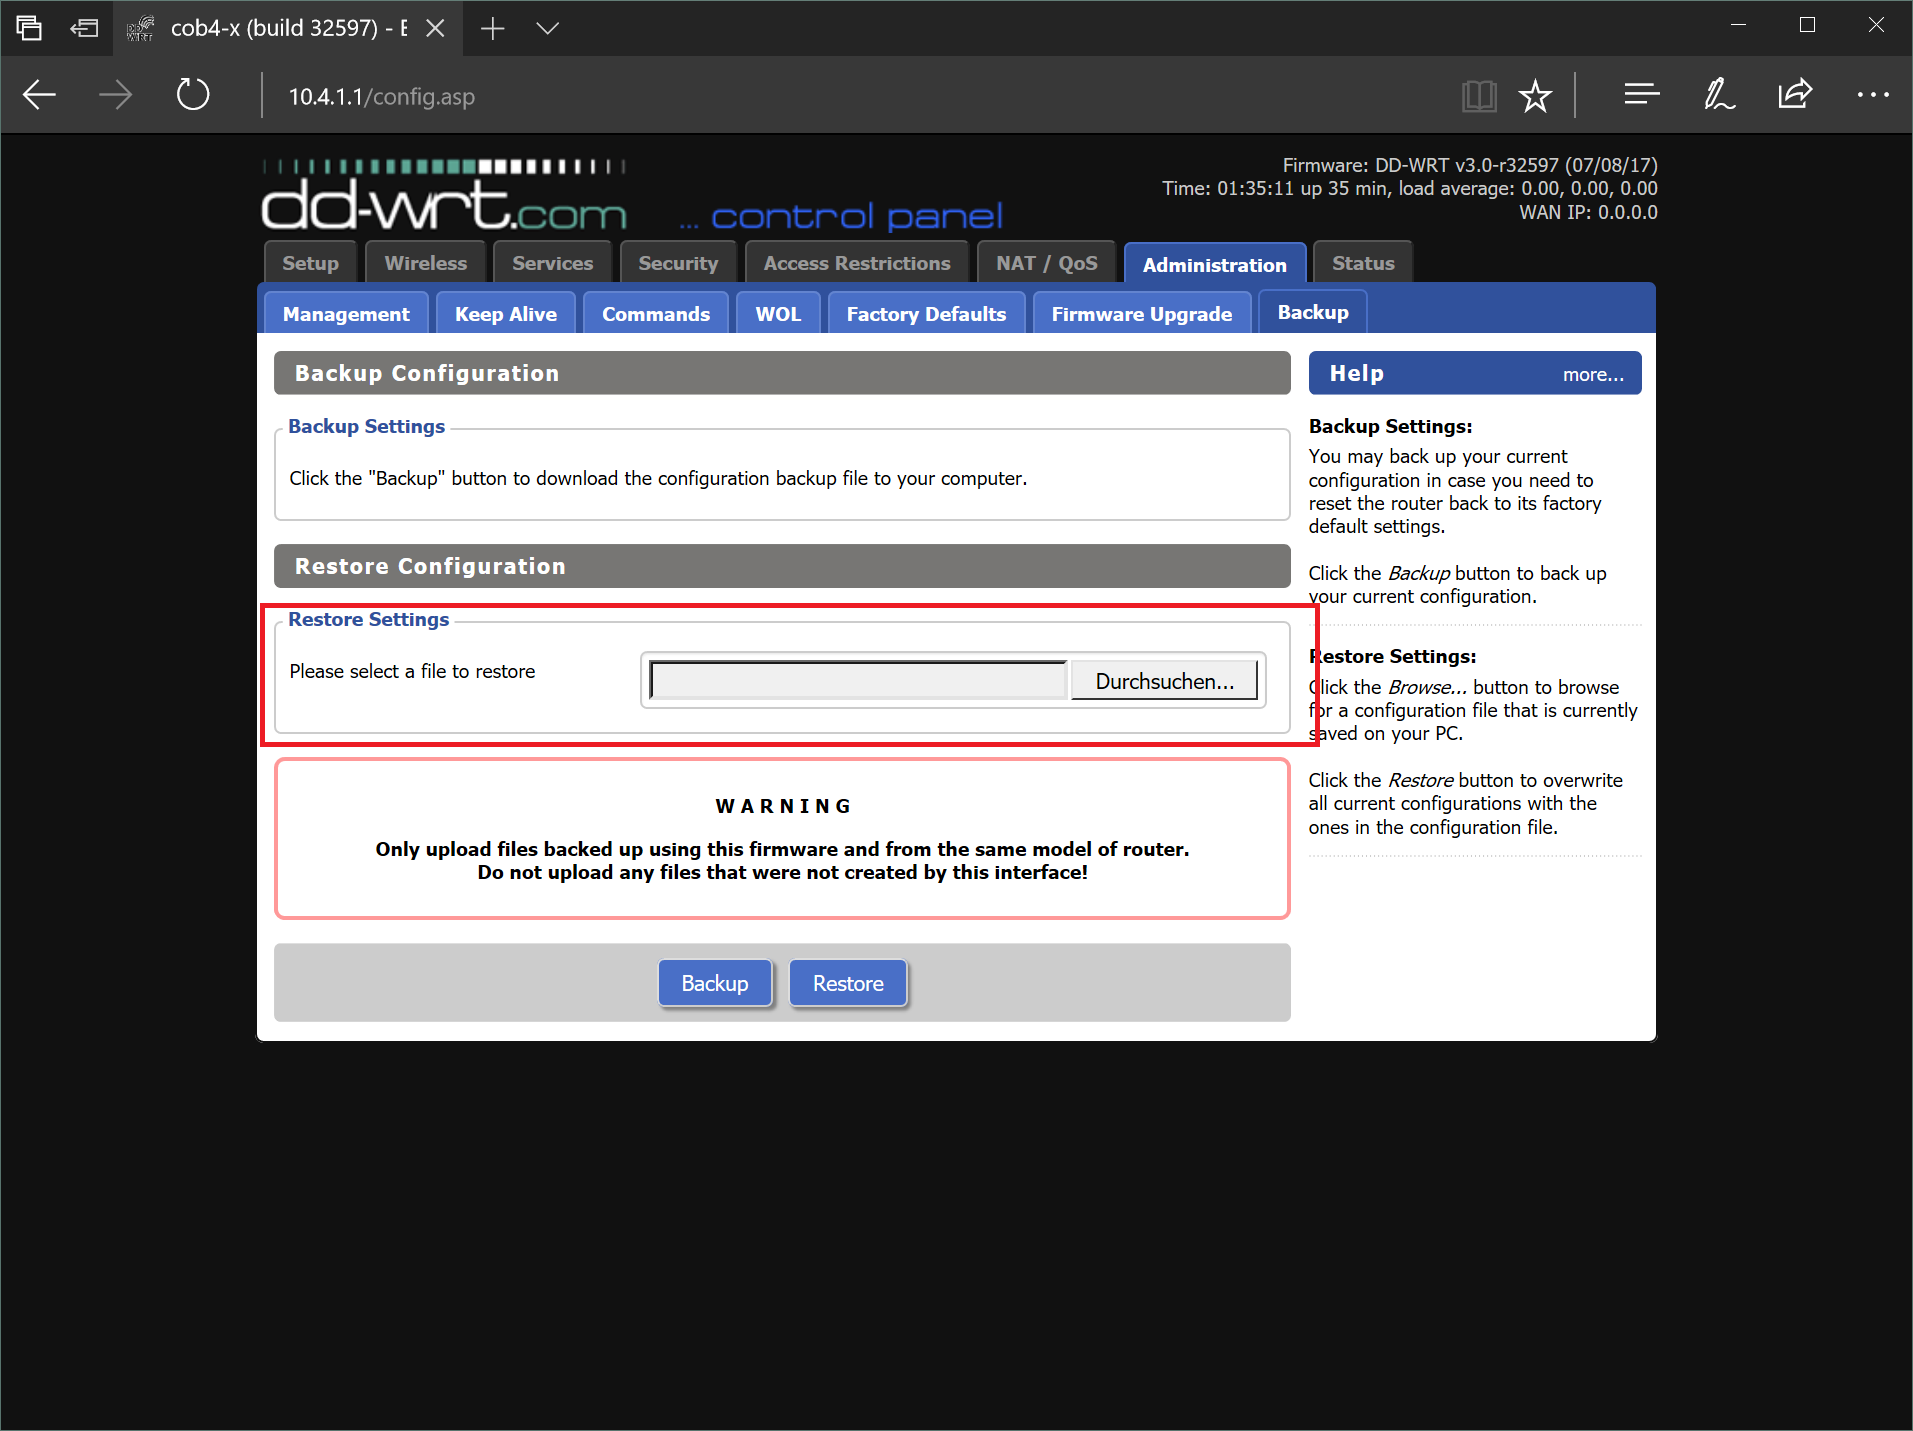 cob4-x (build 32597) - E
10.4.1.1/config.asp
dd-wrt.com ... control panel
Firmware: DD-WRT v3.0-r32597 (07/08/17)
Time: 01:35:11 up 35 min, load average: 0.00, 0.00, 0.00
WAN IP: 0.0.0.0
Setup Wireless Services Security Access Restrictions NAT / QoS Administration Status
Management Keep Alive Commands WOL Factory Defaults Firmware Upgrade Backup
Backup Configuration
Backup Settings
Click the "Backup" button to download the configuration backup file to your computer.
Restore Configuration
Restore Settings
Please select a file to restore Durchsuchen...
W A R N I N G
Only upload files backed up using this firmware and from the same model of router.
Do not upload any files that were not created by this interface!
Backup Restore
Help more...
Backup Settings:
You may back up your current
configuration in case you need to
reset the router back to its factory
default settings.
Click the Backup button to back up
your current configuration.
Restore Settings:
Click the Browse... button to browse
for a configuration file that is currently
saved on your PC.
Click the Restore button to overwrite
all current configurations with the
ones in the configuration file.